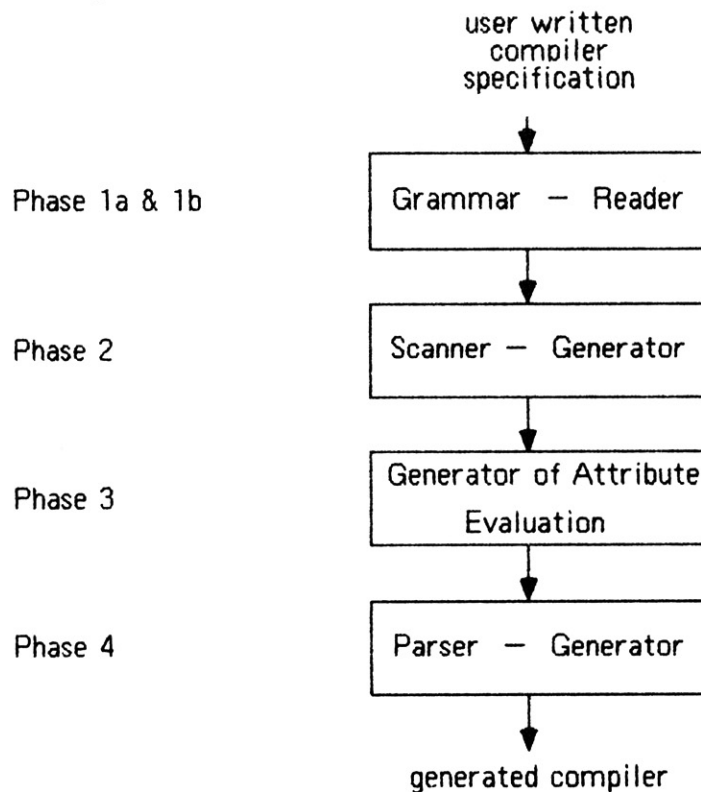 user written
compiler
specification
Phase 1a & 1b
Grammar – Reader
Phase 2
Scanner – Generator
Phase 3
Generator of Attribute
Evaluation
Phase 4
Parser – Generator
generated compiler